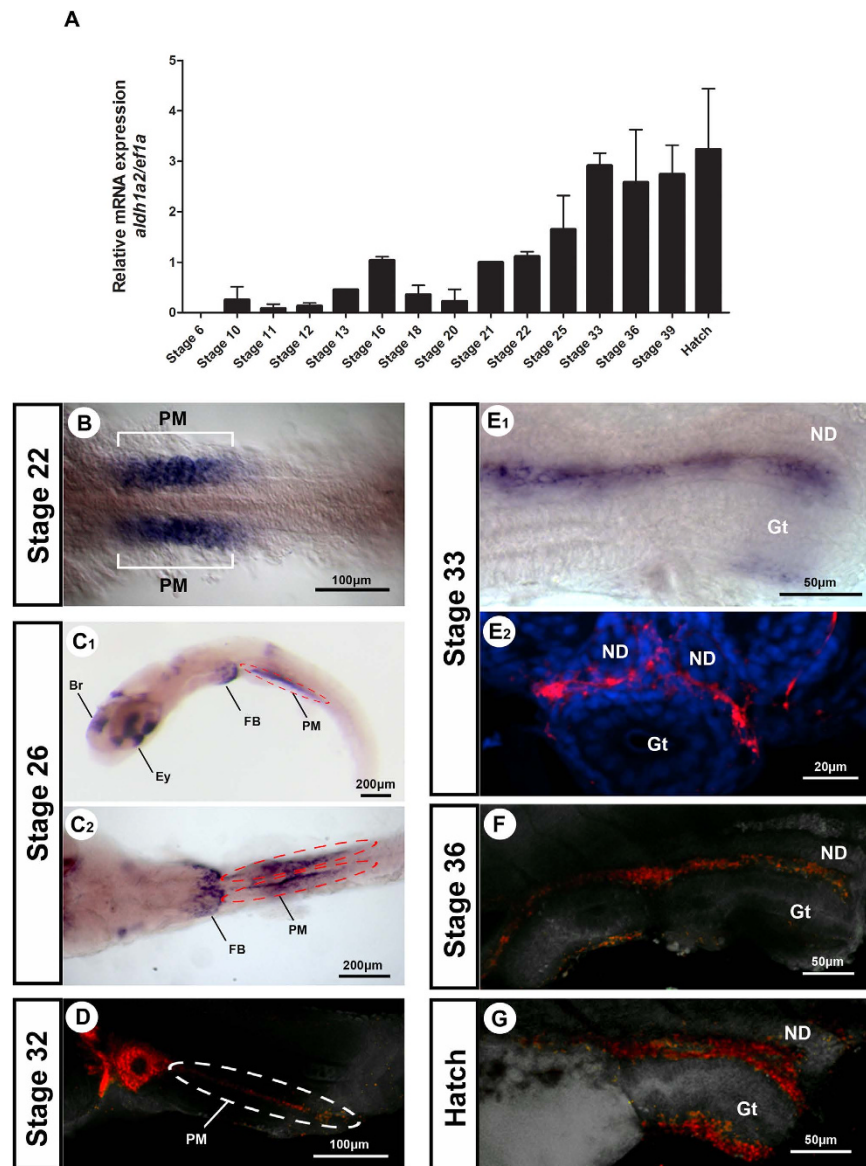 A
Relative mRNA expression
aldh1a2/ef1a
5
4
3
2
1
0
Stage 6
Stage 10
Stage 11
Stage 12
Stage 13
Stage 16
Stage 18
Stage 20
Stage 21
Stage 22
Stage 25
Stage 33
Stage 36
Stage 39
Hatch
Stage 22
B
PM
PM
100µm
Stage 26
C1
Br
Ey
FB
PM
200µm
C2
FB
PM
200µm
Stage 32
D
PM
100µm
Stage 33
E1
ND
Gt
50µm
E2
ND
ND
Gt
20µm
Stage 36
F
ND
Gt
50µm
Hatch
G
ND
Gt
50µm